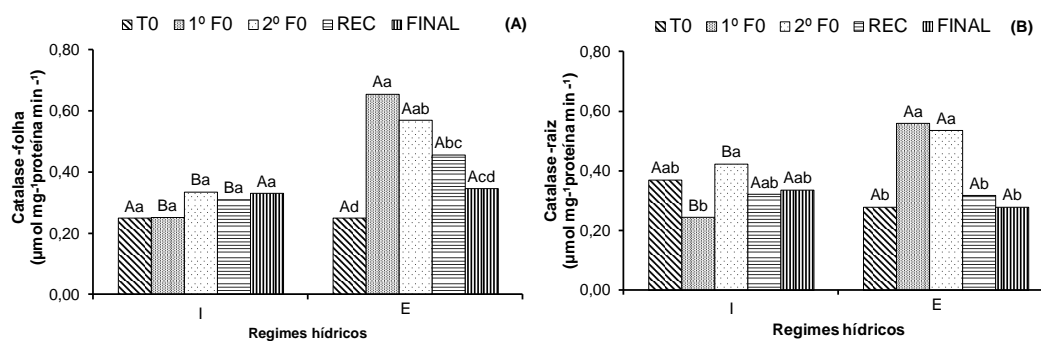 T0 1º F0 2º F0 REC FINAL (A)
Catalase-folha
(µmol mg⁻¹proteína min⁻¹)
0,80
0,60
0,40
0,20
0,00
Aa Ba Ba Ba Aa
Ad Aa Aab Abc Acd
I E
Regimes hídricos
T0 1º F0 2º F0 REC FINAL (B)
Catalase-raiz
(µmol mg⁻¹proteína min⁻¹)
0,80
0,60
0,40
0,20
0,00
Aab Bb Ba Aab Aab
Ab Aa Aa Ab Ab
I E
Regimes hídricos